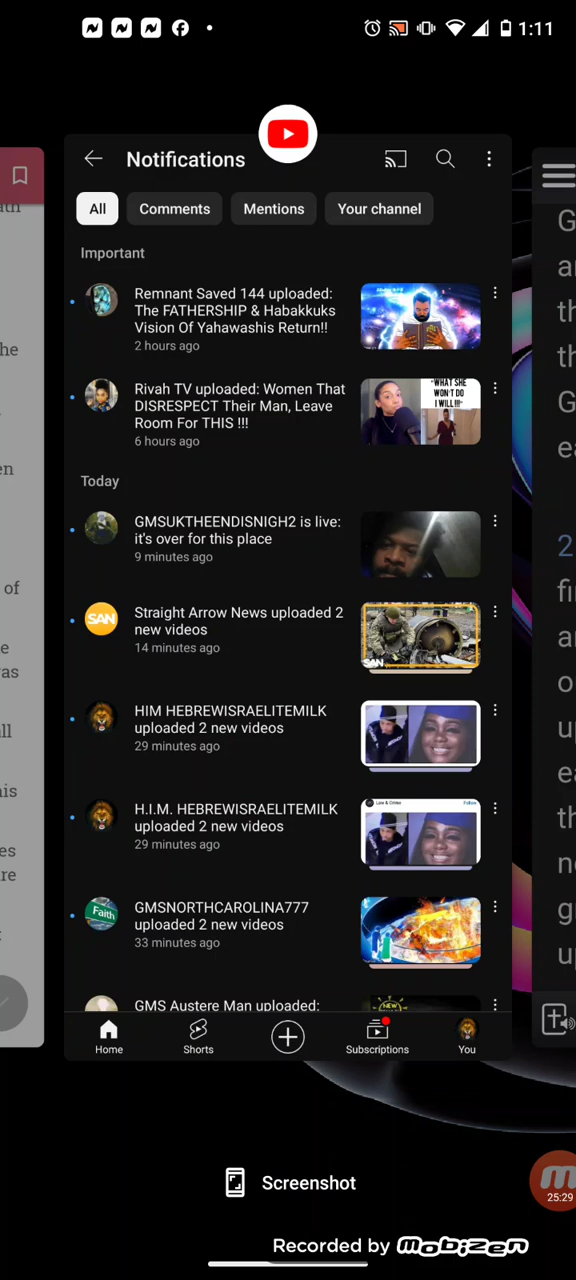 1:11
Notifications
All
Comments
Mentions
Your channel
Important
Remnant Saved 144 uploaded:
The FATHERSHIP & Habakkuks
Vision Of Yahawashis Return!!
2 hours ago
Rivah TV uploaded: Women That
DISRESPECT Their Man, Leave
Room For THIS !!!
6 hours ago
"WHAT SHE
WON'T DO
I WILL!!!"
Today
GMSUKTHEENDISNIGH2 is live:
it's over for this place
9 minutes ago
SAN
Straight Arrow News uploaded 2
new videos
14 minutes ago
SAN
HIM HEBREWISRAELITEMILK
uploaded 2 new videos
29 minutes ago
H.I.M. HEBREWISRAELITEMILK
uploaded 2 new videos
29 minutes ago
Law & Crimes
Follow
Faith
GMSNORTHCAROLINA777
uploaded 2 new videos
33 minutes ago
GMS Austere Man uploaded:
NEW
Home
Shorts
Subscriptions
You
Screenshot
25:29
Recorded by mobizen